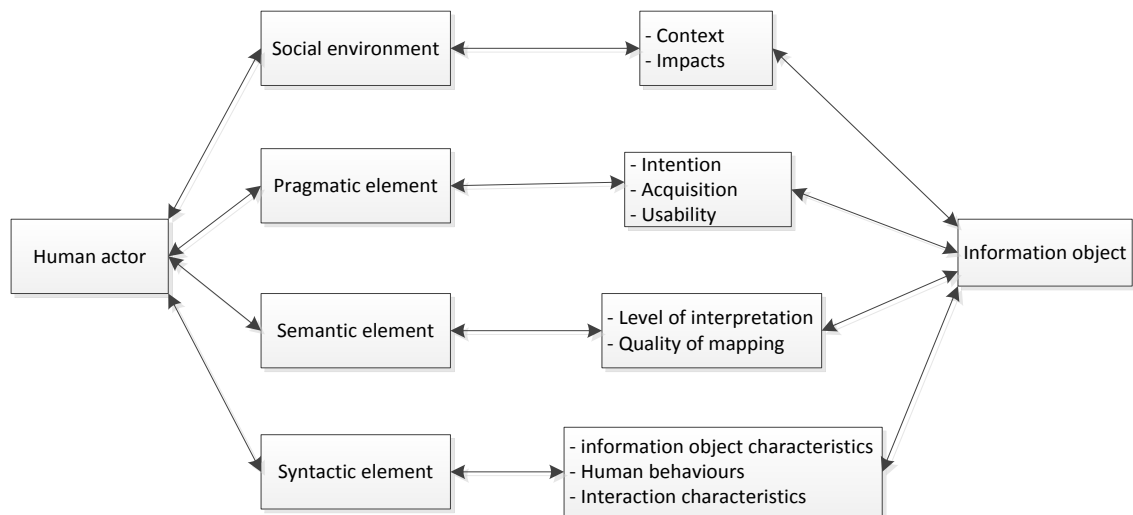 Social environment
- Context
- Impacts
Pragmatic element
- Intention
- Acquisition
- Usability
Human actor
Information object
Semantic element
- Level of interpretation
- Quality of mapping
Syntactic element
- information object characteristics
- Human behaviours
- Interaction characteristics